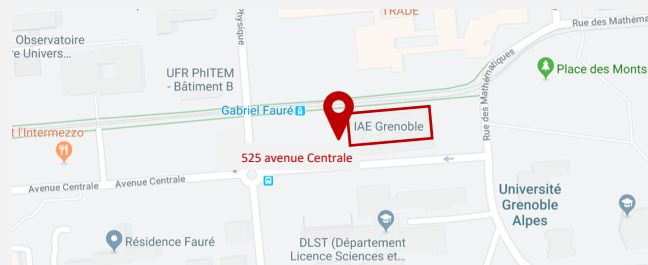 TRADE
Rue des Mathéma
Observatoire
re Univers...
Physique
Rue des Mathématiques
Place des Monts
UFR PhITEM
- Bâtiment B
Gabriel Fauré
IAE Grenoble
t l'Intermezzo
525 avenue Centrale
Avenue Centrale
Avenue Centrale
Université
Grenoble
Alpes
Résidence Fauré
DLST (Département
Licence Sciences et...